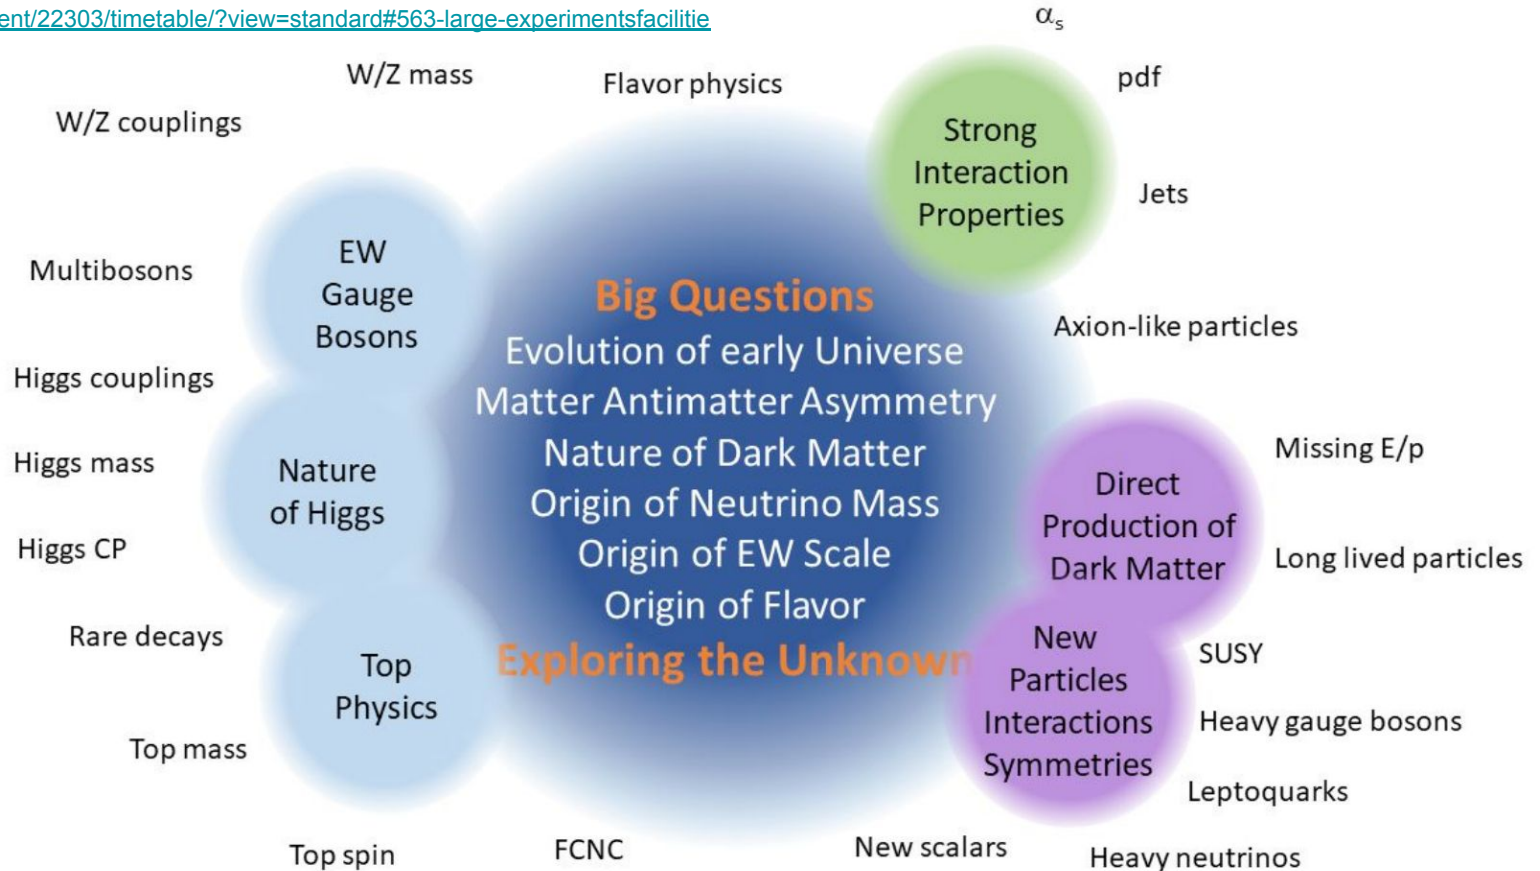 ent/22303/timetable/?view=standard#563-large-experimentsfacilitie
αs
W/Z mass
Flavor physics
pdf
W/Z couplings
Strong
Interaction
Properties
Jets
EW
Gauge
Bosons
Multibosons
Big Questions
Evolution of early Universe
Matter Antimatter Asymmetry
Nature of Dark Matter
Origin of Neutrino Mass
Origin of EW Scale
Origin of Flavor
Exploring the Unknown
Axion-like particles
Higgs couplings
Higgs mass
Nature
of Higgs
Higgs CP
Missing E/p
Direct
Production of
Dark Matter
Long lived particles
Rare decays
Top
Physics
New
Particles
Interactions
Symmetries
SUSY
Heavy gauge bosons
Top mass
Leptoquarks
Top spin
FCNC
New scalars
Heavy neutrinos